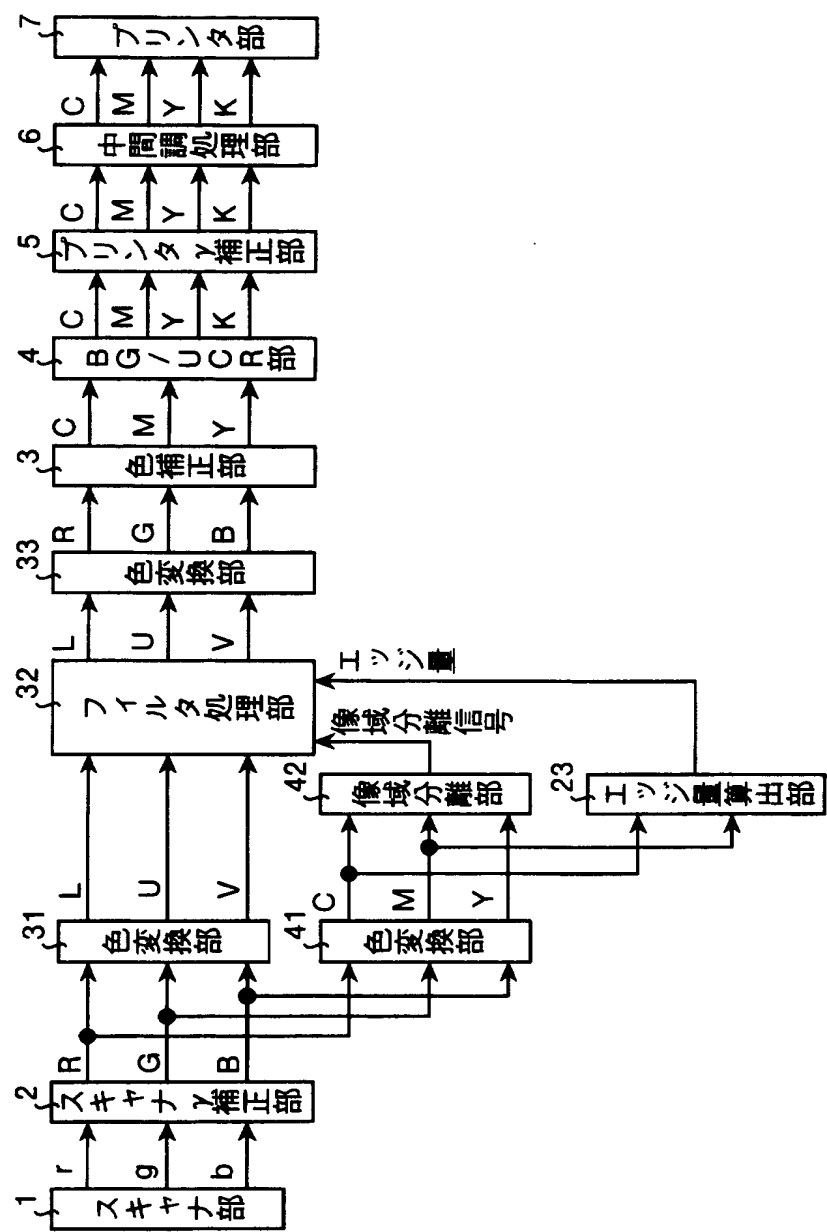 1
スキャナ部
r
g
b
2
スキャナγ補正部
R
G
B
31
色変換部
L
U
V
32
フィルタ処理部
L
U
V
33
色変換部
R
G
B
3
色補正部
C
M
Y
4
BG/UCR部
C
M
Y
K
5
プリンタγ補正部
C
M
Y
K
6
中間調処理部
C
M
Y
K
7
プリンタ部
41
色変換部
C
M
Y
42
像域分離部
像域分離信号
23
エッジ量算出部
エッジ量